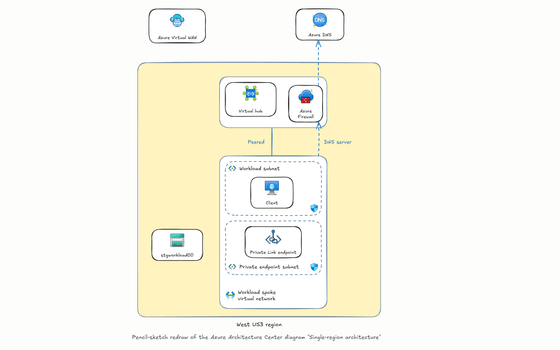 Azure Virtual WAN
Azure DNS
Virtual hub
Azure
Firewall
Peered
DNS server
Workload subnet
Client
Private Link endpoint
Private endpoint subnet
stgworkload00
Workload spoke
virtual network
West US3 region
Pencil-sketch redraw of the Azure Architecture Center diagram "Single-region architecture"